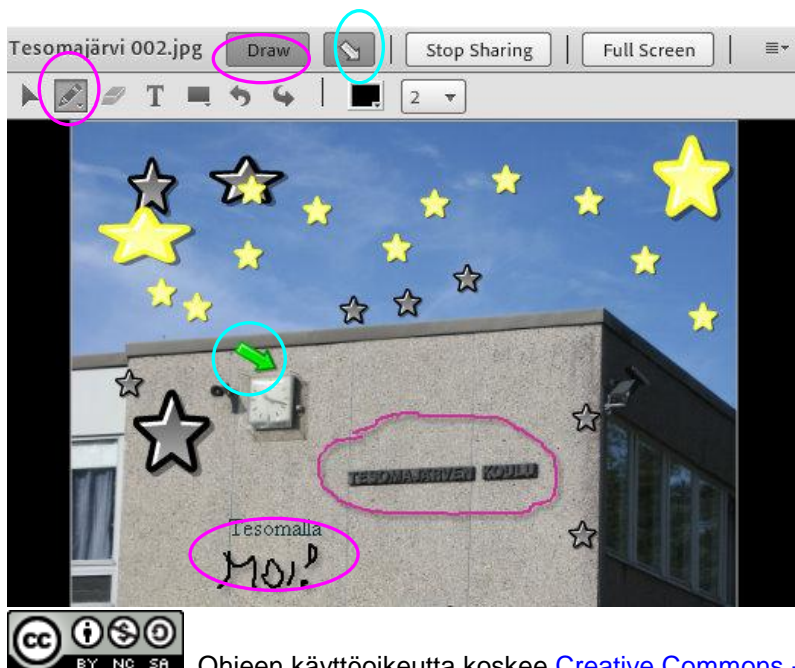 Tesomajärvi 002.jpg Draw Stop Sharing Full Screen
T 2
TESOMAJÄRVEN KOULU
Tesomalla
Moi!
cc BY NC SA
Ohjeen käyttöoikeutta koskee Creative Commons -